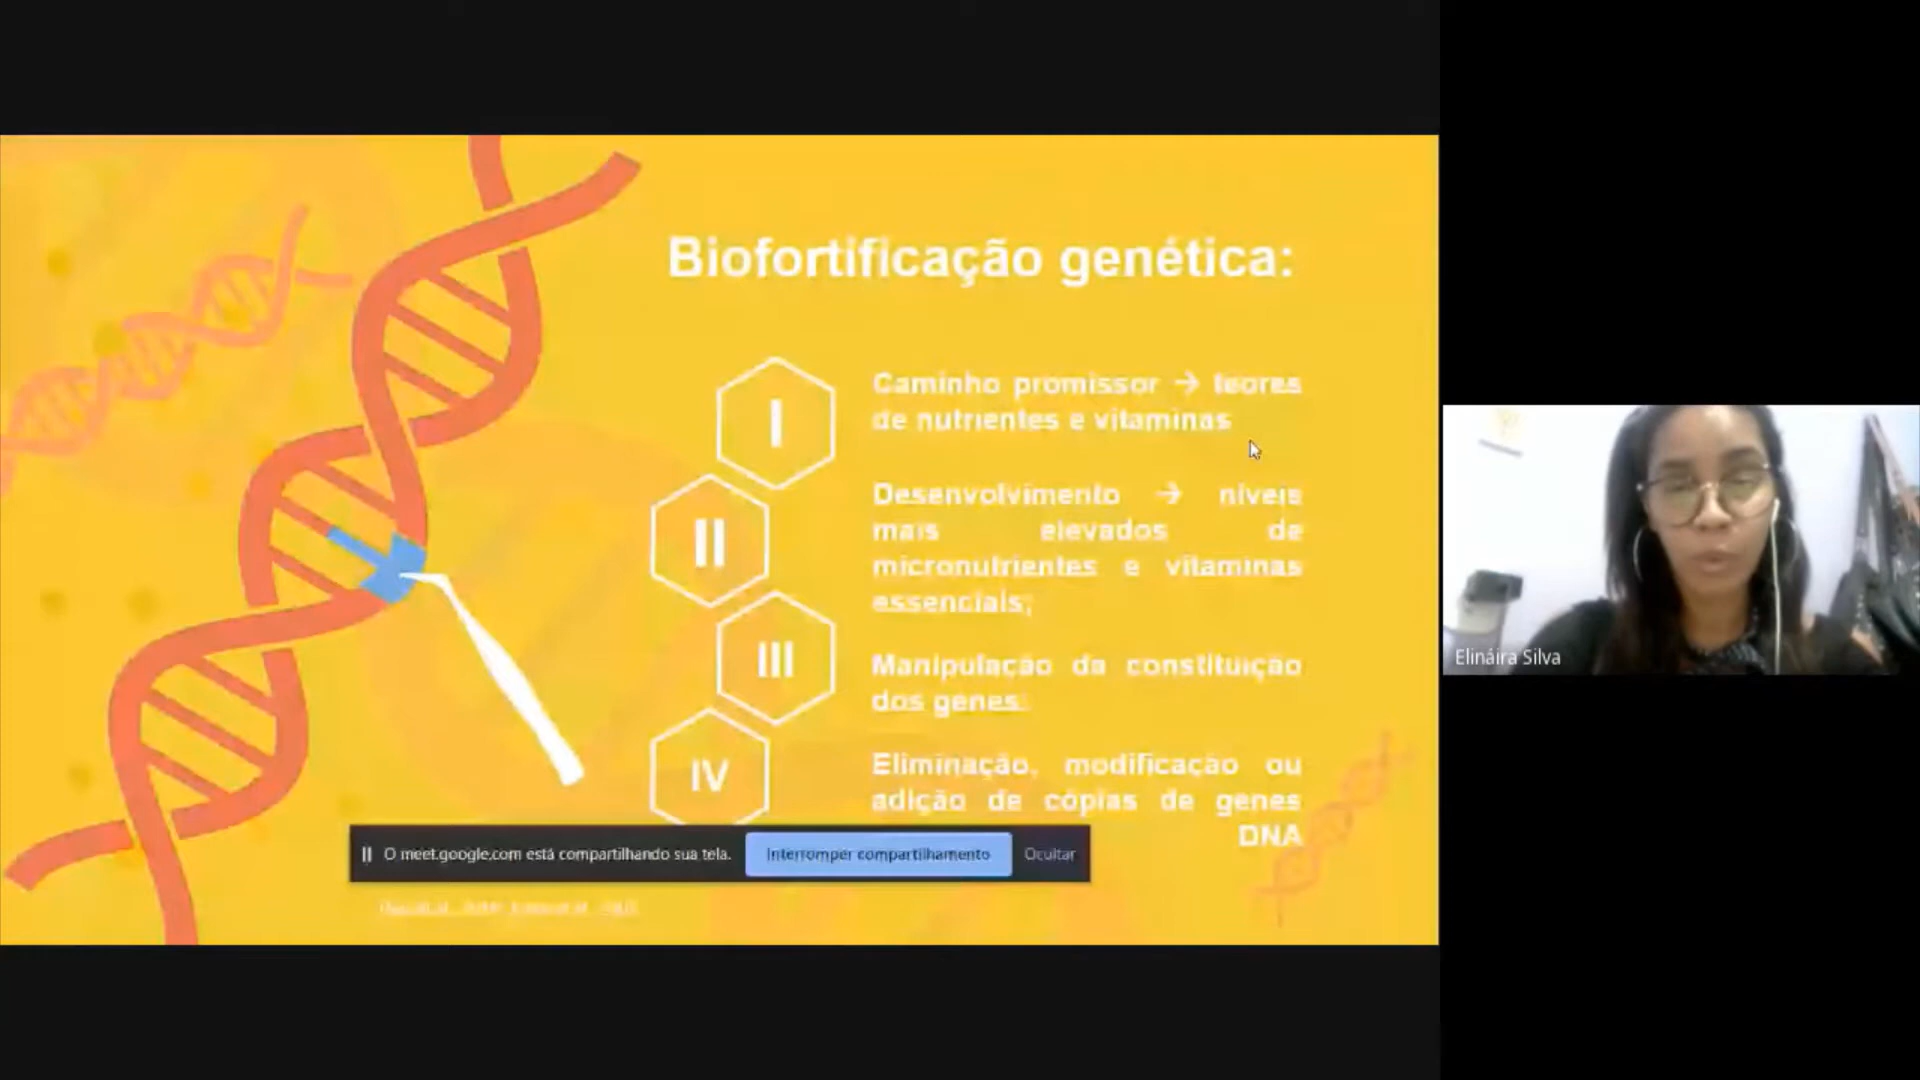 Biofortificação genética:
I
Caminho promissor → teores
de nutrientes e vitaminas
II
Desenvolvimento → níveis
mais elevados de
micronutrientes e vitaminas
essenciais;
III
Manipulação da constituição
dos genes.
IV
Eliminação, modificação ou
adição de cópias de genes
DNA
O meet.google.com está compartilhando sua tela.
Interromper compartilhamento
Ocultar
Elináira Silva